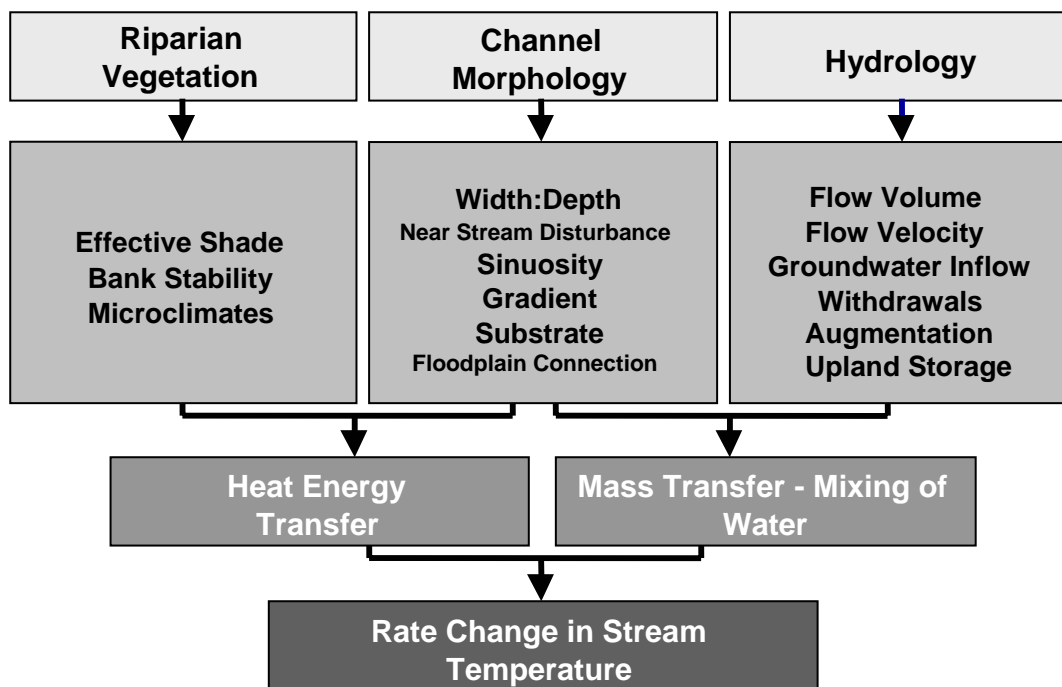 Riparian
Vegetation
Channel
Morphology
Hydrology
Effective Shade
Bank Stability
Microclimates
Width:Depth
Near Stream Disturbance
Sinuosity
Gradient
Substrate
Floodplain Connection
Flow Volume
Flow Velocity
Groundwater Inflow
Withdrawals
Augmentation
Upland Storage
Heat Energy
Transfer
Mass Transfer - Mixing of
Water
Rate Change in Stream
Temperature